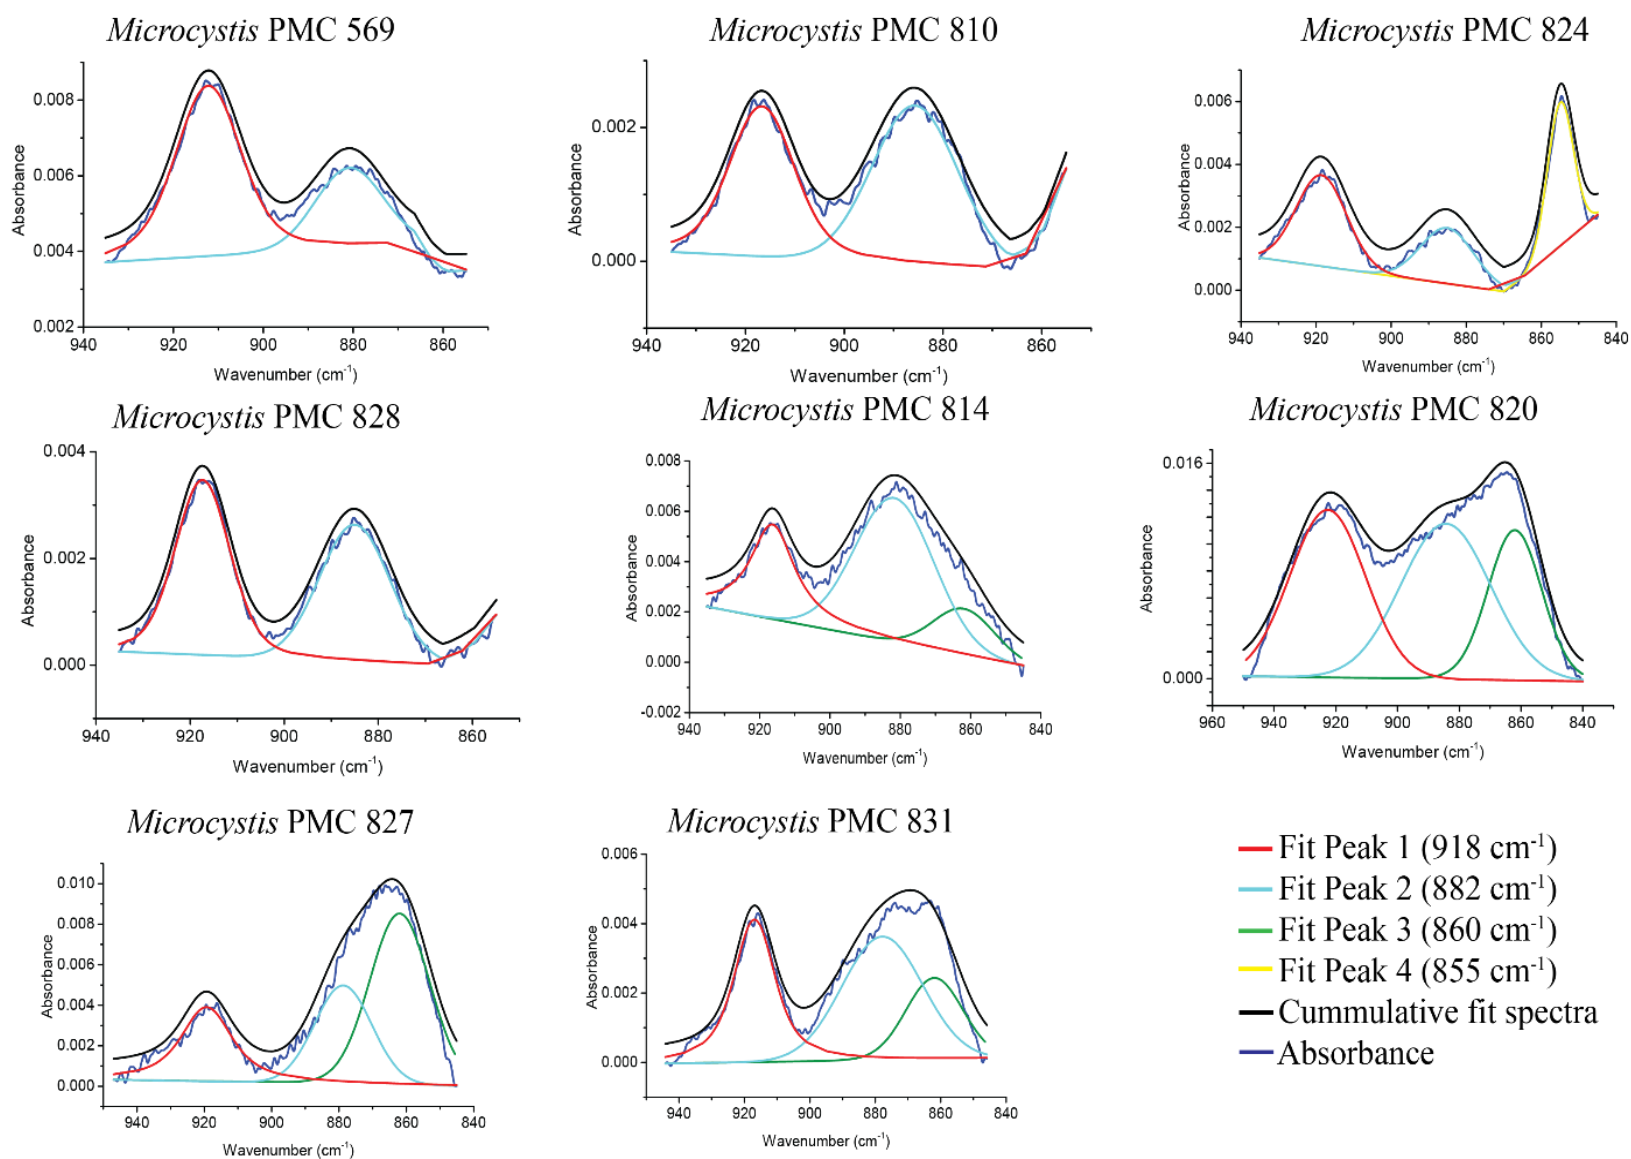 Microcystis PMC 569
Absorbance
0.008
0.006
0.004
0.002
940 920 900 880 860
Wavenumber (cm-1)
Microcystis PMC 810
Absorbance
0.002
0.000
940 920 900 880 860
Wavenumber (cm-1)
Microcystis PMC 824
Absorbance
0.006
0.004
0.002
0.000
940 920 900 880 860 840
Wavenumber (cm-1)
Microcystis PMC 828
Absorbance
0.004
0.002
0.000
940 920 900 880 860
Wavenumber (cm-1)
Microcystis PMC 814
Absorbance
0.008
0.006
0.004
0.002
0.000
-0.002
940 920 900 880 860 840
Wavenumber (cm-1)
Microcystis PMC 820
Absorbance
0.016
0.000
960 940 920 900 880 860 840
Wavenumber (cm-1)
Microcystis PMC 827
Absorbance
0.010
0.008
0.006
0.004
0.002
0.000
940 920 900 880 860 840
Wavenumber (cm-1)
Microcystis PMC 831
Absorbance
0.006
0.004
0.002
0.000
940 920 900 880 860 840
Wavenumber (cm-1)
Fit Peak 1 (918 cm-1)
Fit Peak 2 (882 cm-1)
Fit Peak 3 (860 cm-1)
Fit Peak 4 (855 cm-1)
Cummulative fit spectra
Absorbance